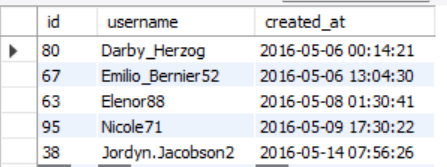 id username created_at
80 Darby_Herzog 2016-05-06 00:14:21
67 Emilio_Bernier52 2016-05-06 13:04:30
63 Elenor88 2016-05-08 01:30:41
95 Nicole71 2016-05-09 17:30:22
38 Jordyn.Jacobson2 2016-05-14 07:56:26